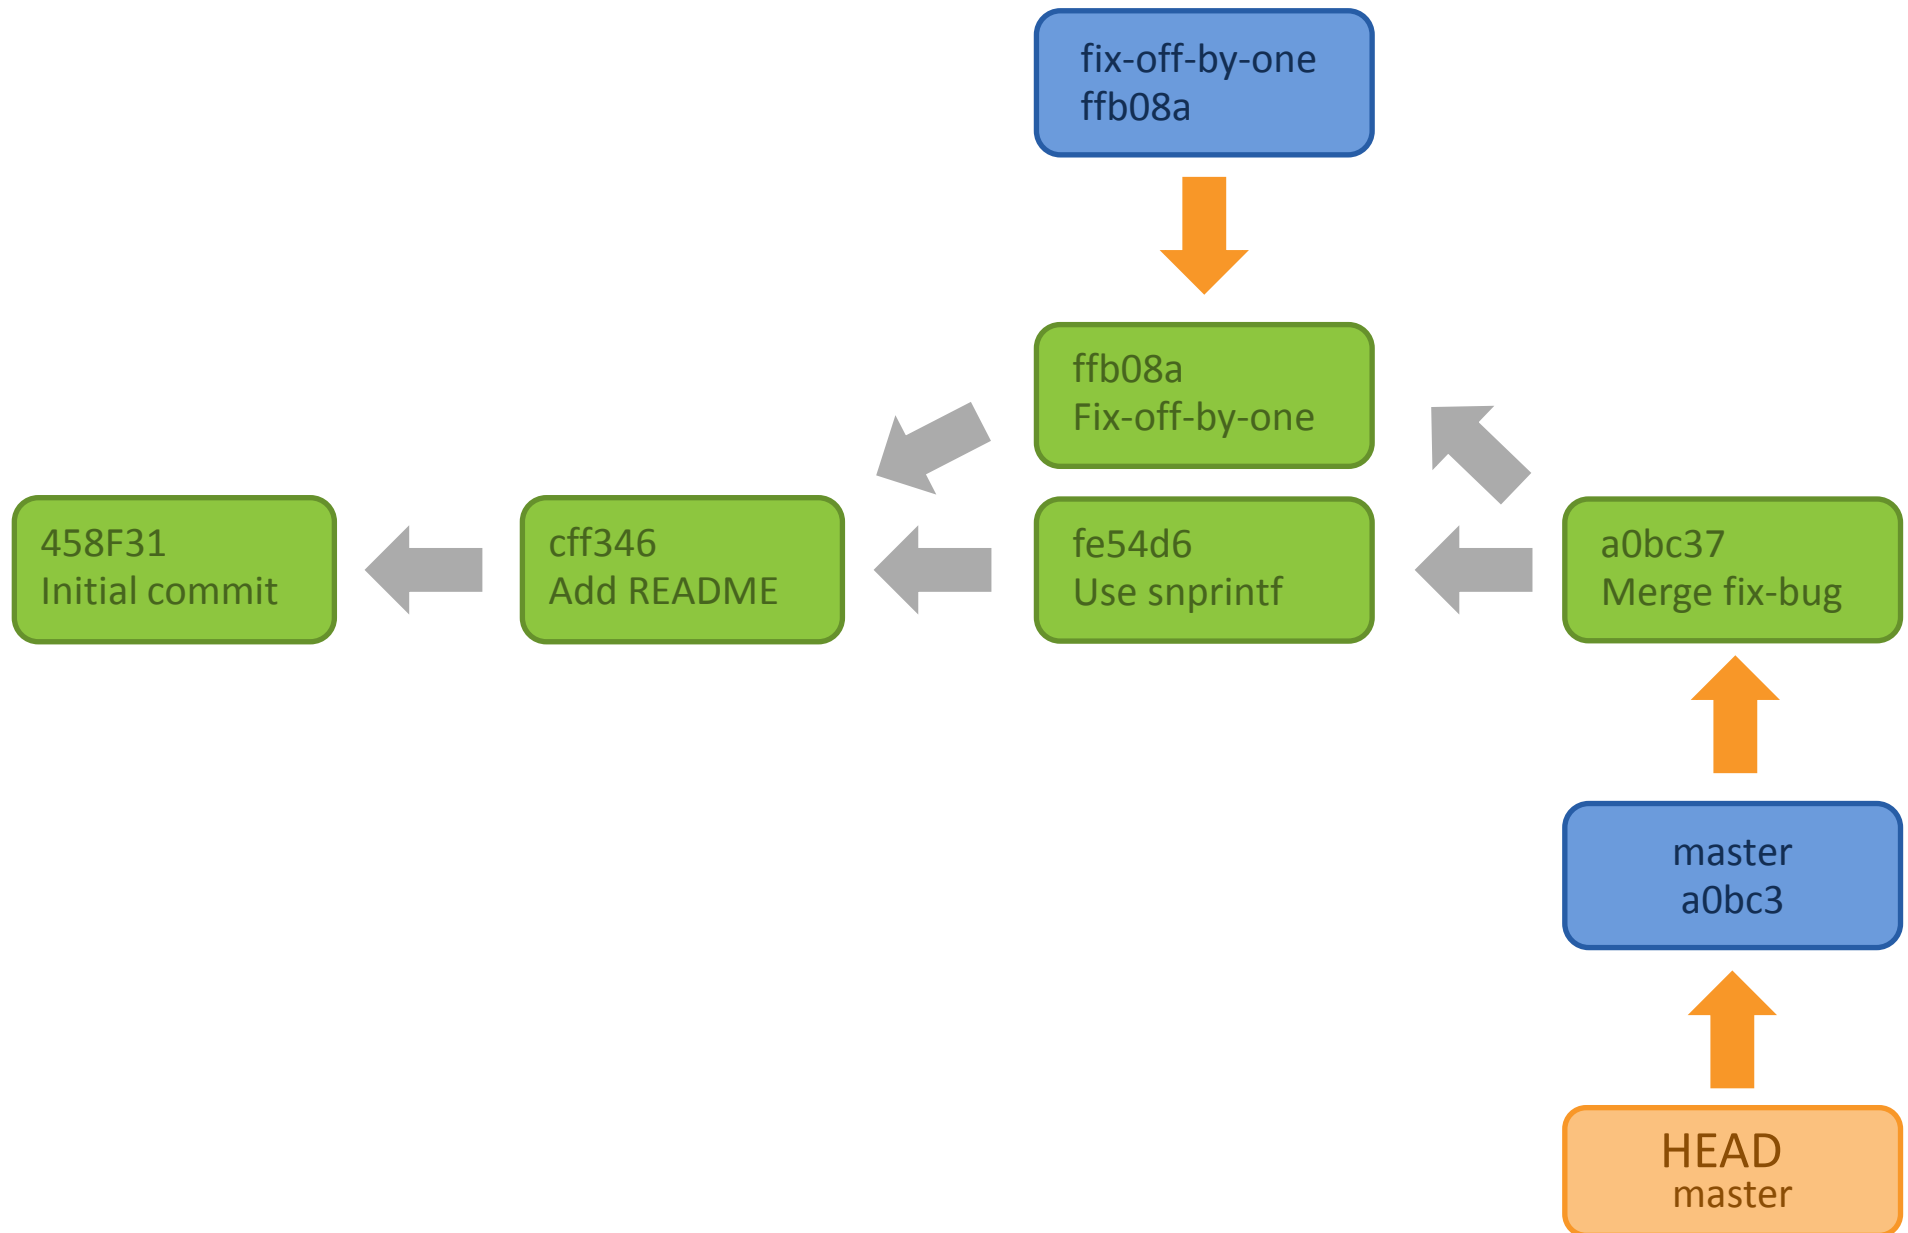 fix-off-by-one
ffb08a
ffb08a
Fix-off-by-one
458F31
Initial commit
cff346
Add README
fe54d6
Use snprintf
a0bc37
Merge fix-bug
master
a0bc3
HEAD
master